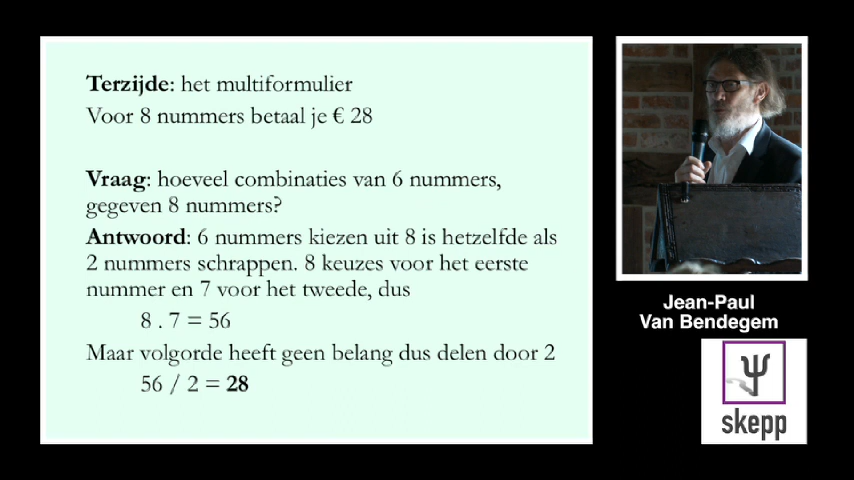 Terzijde: het multiformulier
Voor 8 nummers betaal je € 28
Vraag: hoeveel combinaties van 6 nummers,
gegeven 8 nummers?
Antwoord: 6 nummers kiezen uit 8 is hetzelfde als
2 nummers schrappen. 8 keuzes voor het eerste
nummer en 7 voor het tweede, dus
8 . 7 = 56
Maar volgorde heeft geen belang dus delen door 2
56 / 2 = 28
Jean-Paul
Van Bendegem
Ψ
skepp